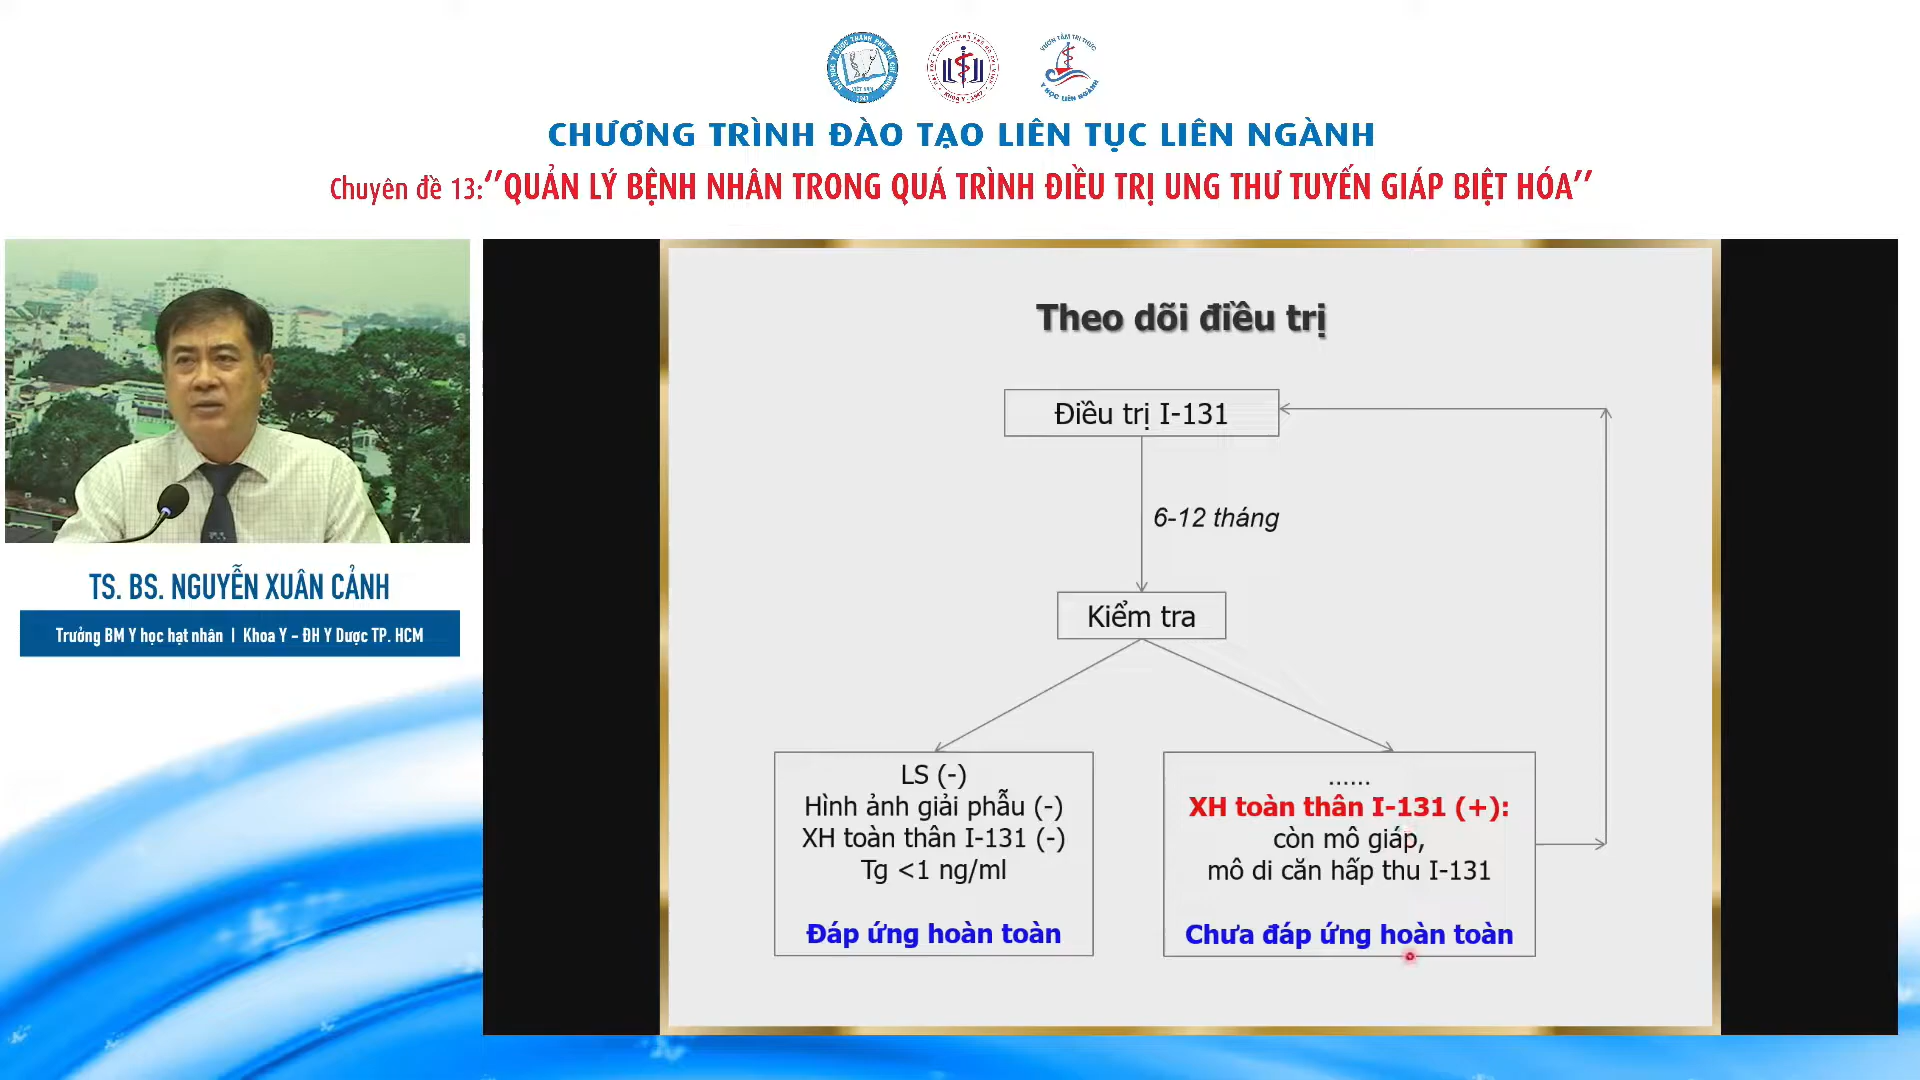 CHƯƠNG TRÌNH ĐÀO TẠO LIÊN TỤC LIÊN NGÀNH
Chuyên đề 13:‘’QUẢN LÝ BỆNH NHÂN TRONG QUÁ TRÌNH ĐIỀU TRỊ UNG THƯ TUYẾN GIÁP BIỆT HÓA’’
TS. BS. NGUYỄN XUÂN CẢNH
Trưởng BM Y học hạt nhân | Khoa Y – ĐH Y Dược TP. HCM
Theo dõi điều trị
Điều trị I-131
6-12 tháng
Kiểm tra
LS (-)
Hình ảnh giải phẫu (-)
XH toàn thân I-131 (-)
Tg <1 ng/ml
Đáp ứng hoàn toàn
......
XH toàn thân I-131 (+):
còn mô giáp,
mô di căn hấp thu I-131
Chưa đáp ứng hoàn toàn